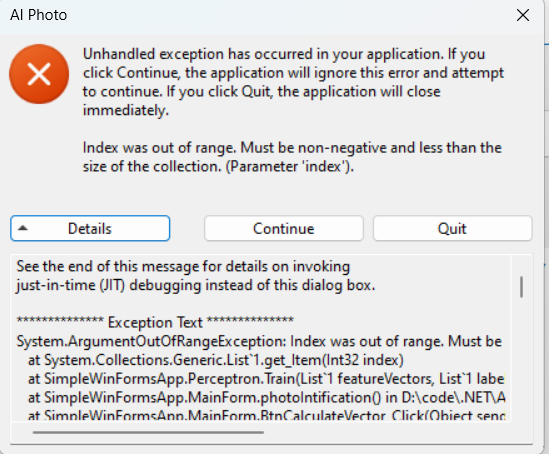 AI Photo
Unhandled exception has occurred in your application. If you
click Continue, the application will ignore this error and attempt
to continue. If you click Quit, the application will close
immediately.
Index was out of range. Must be non-negative and less than the
size of the collection. (Parameter 'index').
Details
Continue
Quit
See the end of this message for details on invoking
just-in-time (JIT) debugging instead of this dialog box.
************** Exception Text **************
System.ArgumentOutOfRangeException: Index was out of range. Must be
at System.Collections.Generic.List`1.get_Item(Int32 index)
at SimpleWinFormsApp.Perceptron.Train(List`1 featureVectors, List`1 labe
at SimpleWinFormsApp.MainForm.photoIntification() in D:\code\.NET\A
at SimpleWinFormsApp.MainForm.BtnCalculateVector_Click(Object send